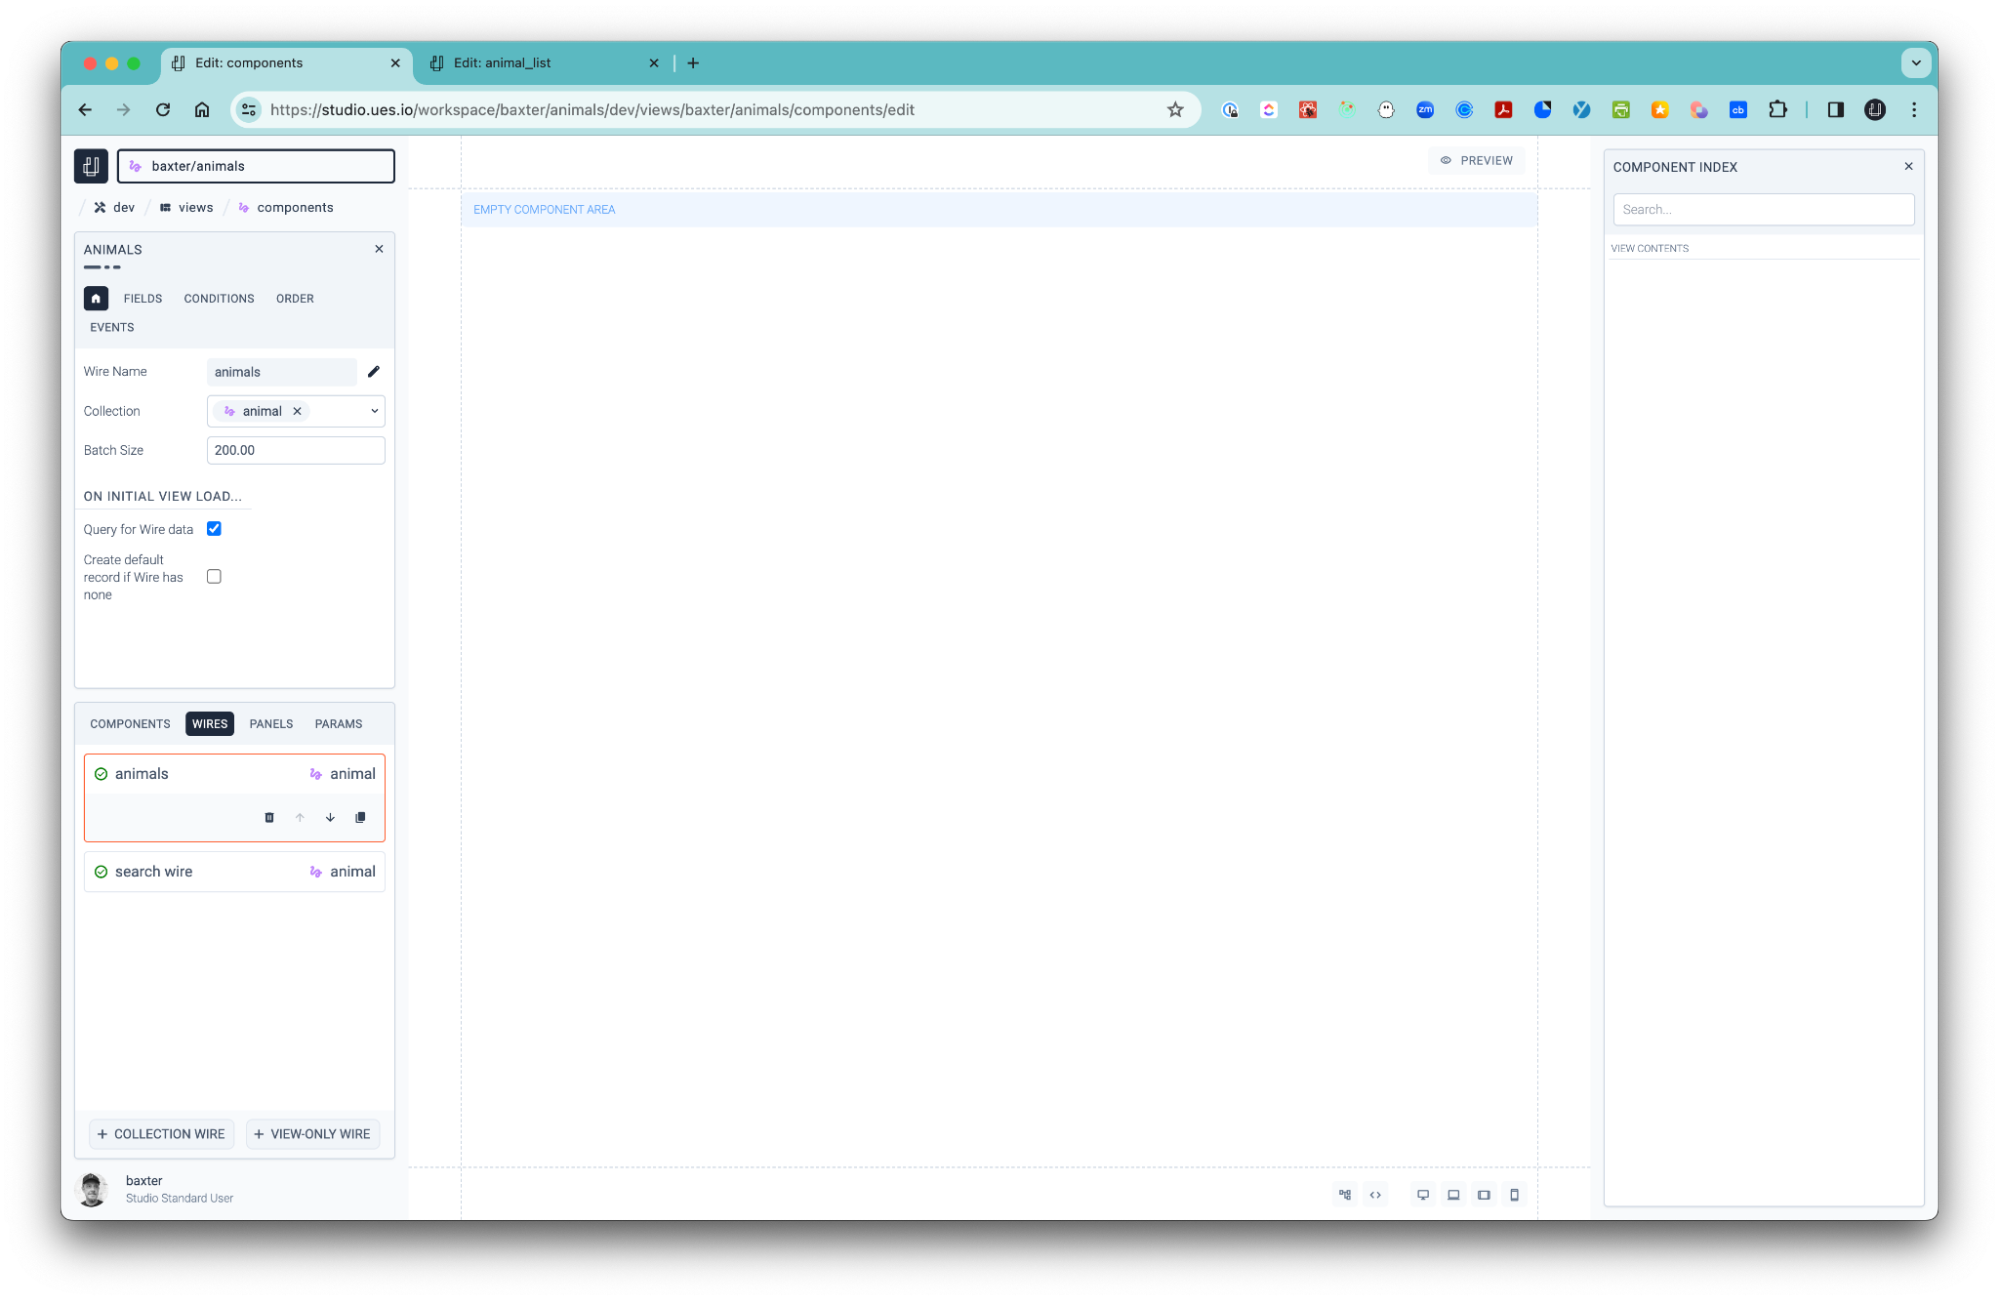 Edit: components
Edit: animal_list
https://studio.ues.io/workspace/baxter/animals/dev/views/baxter/animals/components/edit
zm
cb
baxter/animals
/ dev / views / components
ANIMALS
FIELDS CONDITIONS ORDER
EVENTS
Wire Name animals
Collection animal
Batch Size 200.00
ON INITIAL VIEW LOAD...
Query for Wire data
Create default
record if Wire has
none
COMPONENTS WIRES PANELS PARAMS
animals animal
search wire animal
+ COLLECTION WIRE + VIEW-ONLY WIRE
baxter
Studio Standard User
PREVIEW
EMPTY COMPONENT AREA
COMPONENT INDEX
Search...
VIEW CONTENTS